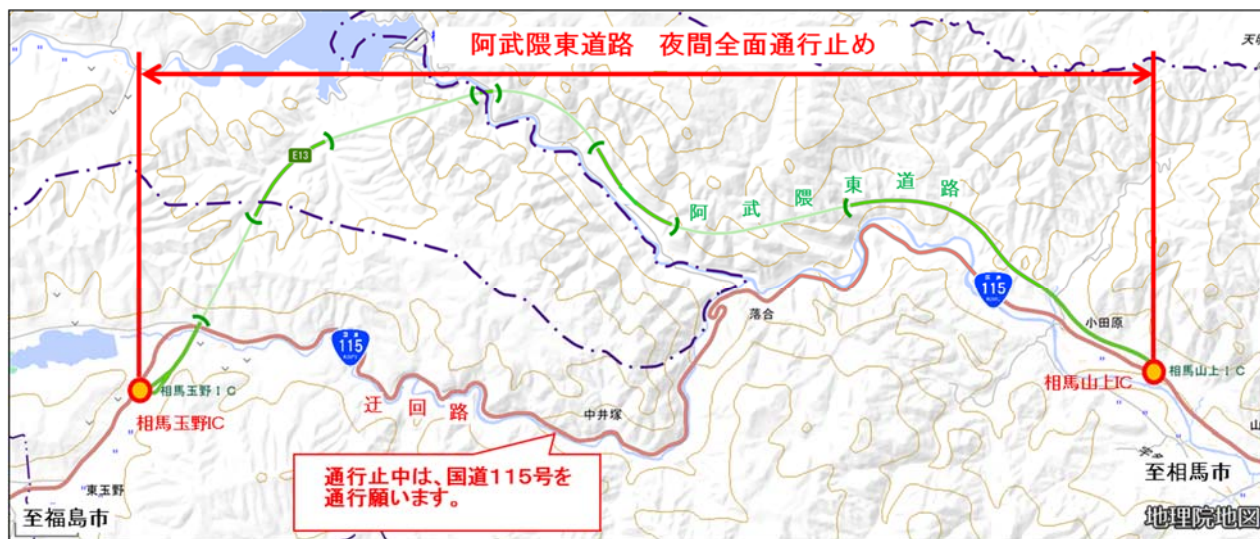 阿武隈東道路 夜間全面通行止め
E13
阿武隈東道路
115
小田原
落合
115
相馬玉野IC
相馬玉野IC
相馬山上IC
相馬山上IC
迂回路
中井塚
通行止中は、国道115号を
通行願います。
東玉野
至福島市
至相馬市
地理院地図